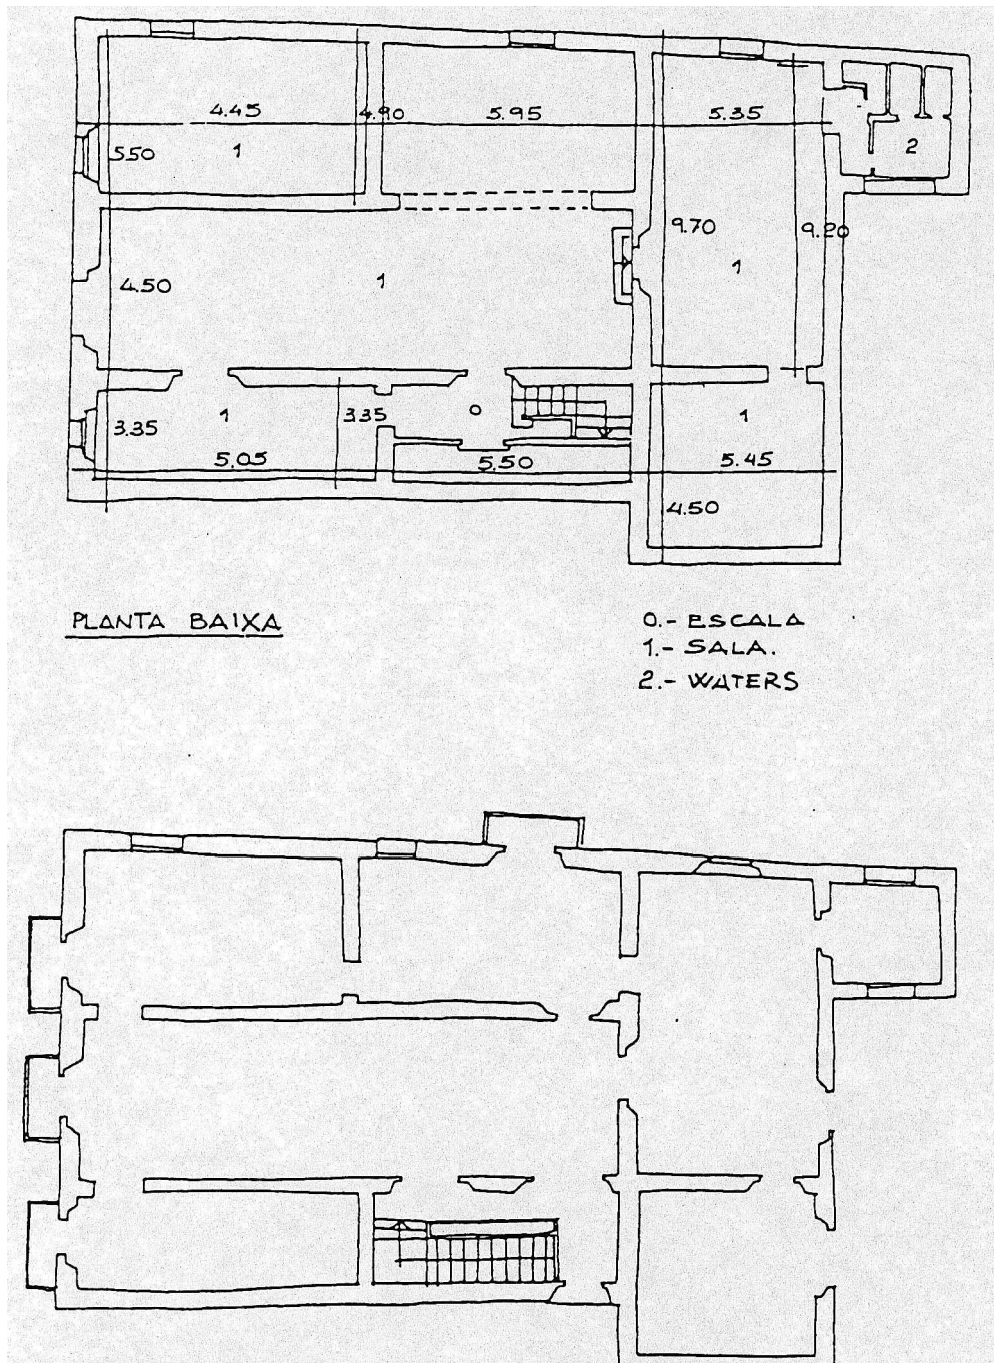 4.45 4.90 5.95 5.35
5.50 1 2
9.70 9.20
4.50 1 1
3.35 1 3.35 0 1
5.05 5.50 5.45
4.50
PLANTA BAIXA
0.- ESCALA
1.- SALA.
2.- WATERS